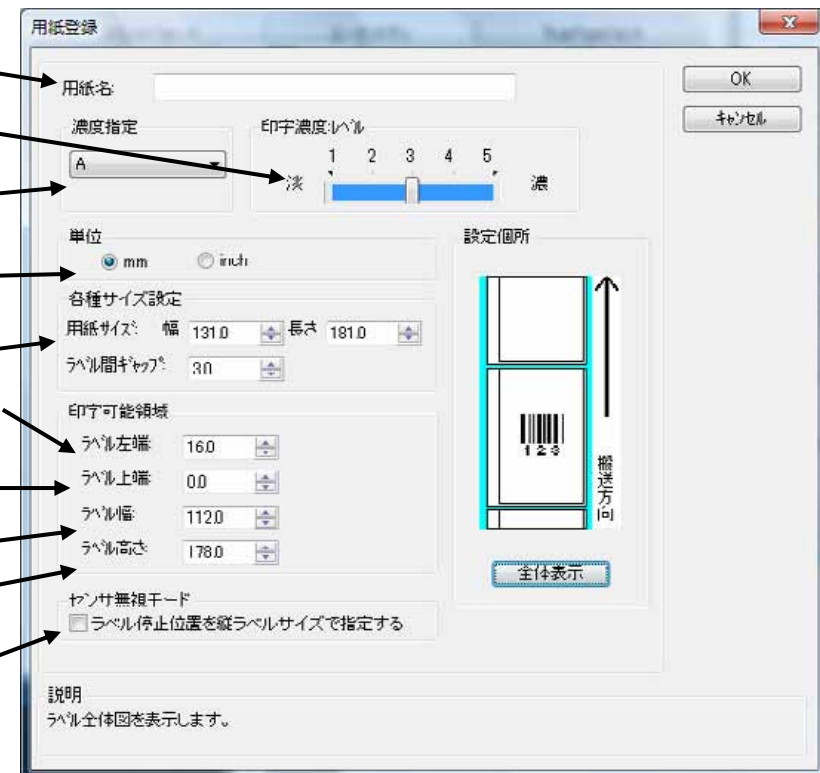 用紙登録
用紙名:
OK
キャンセル
濃度指定
A
印字濃度:レベル
1 2 3 4 5
淡 濃
単位
mm inch
各種サイズ設定
用紙サイズ: 幅 131.0 長さ 181.0
ラベル間ギャップ: 3.0
印字可能領域
ラベル左端: 16.0
ラベル上端: 0.0
ラベル幅: 112.0
ラベル高さ: 178.0
センサ無視モード
ラベル停止位置を縦ラベルサイズで指定する
設定個所
123
搬送方向
全体表示
説明
ラベル全体図を表示します。